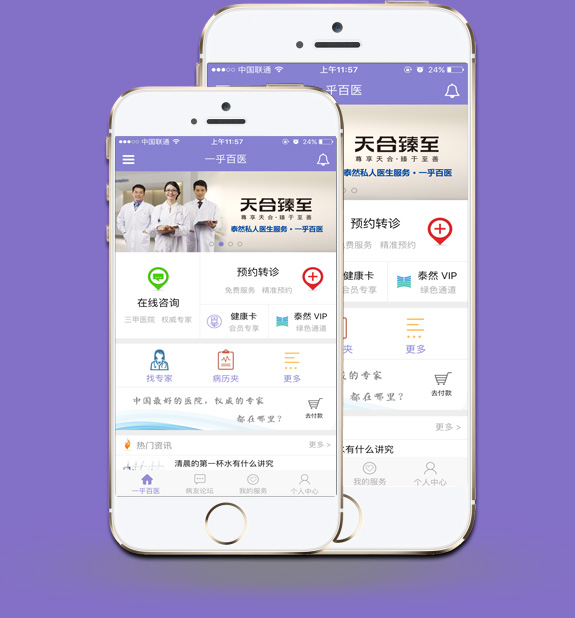 中国联通
上午11:57
24%
一乎百医
天合臻至
尊享天合·臻于至善
泰然私人医生服务·一乎百医
在线咨询
三甲医院 权威专家
预约转诊
免费服务 精准预约
健康卡
会员专享
泰然 VIP
绿色通道
找专家
病历夹
更多
中国最好的医院，权威的专家
都在哪里？
去付款
热门资讯
更多 >
清晨的第一杯水有什么讲究
一乎百医
病友论坛
我的服务
个人中心
中国联通
上午11:57
24%
乎百医
天合臻至
尊享天合·臻于至善
泰然私人医生服务·一乎百医
预约转诊
免费服务 精准预约
健康卡
会员专享
泰然 VIP
绿色通道
夹
更多
威的专家
都在哪里？
去付款
更多 >
水有什么讲究
我的服务
个人中心